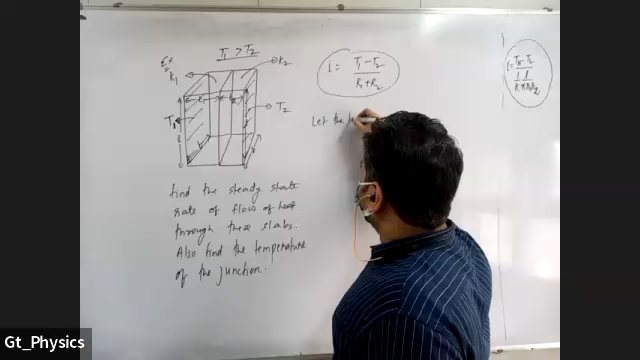 Ex
T₁ > T₂
K₁
K₂
T₁
T₂
l
b
i = T₁ - T₂
R₁ + R₂
Let the
find the steady state
rate of flow of heat
through these slabs.
Also find the temperature
of the junction.
Gt_Physics